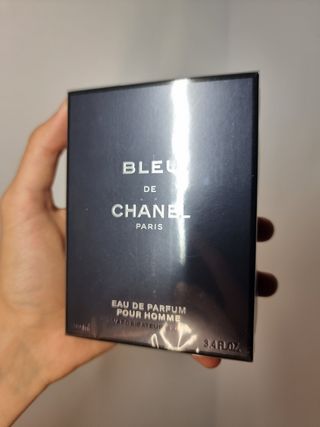 BLEU
DE
CHANEL
PARIS
EAU DE PARFUM
POUR HOMME
3.4 FL.OZ.